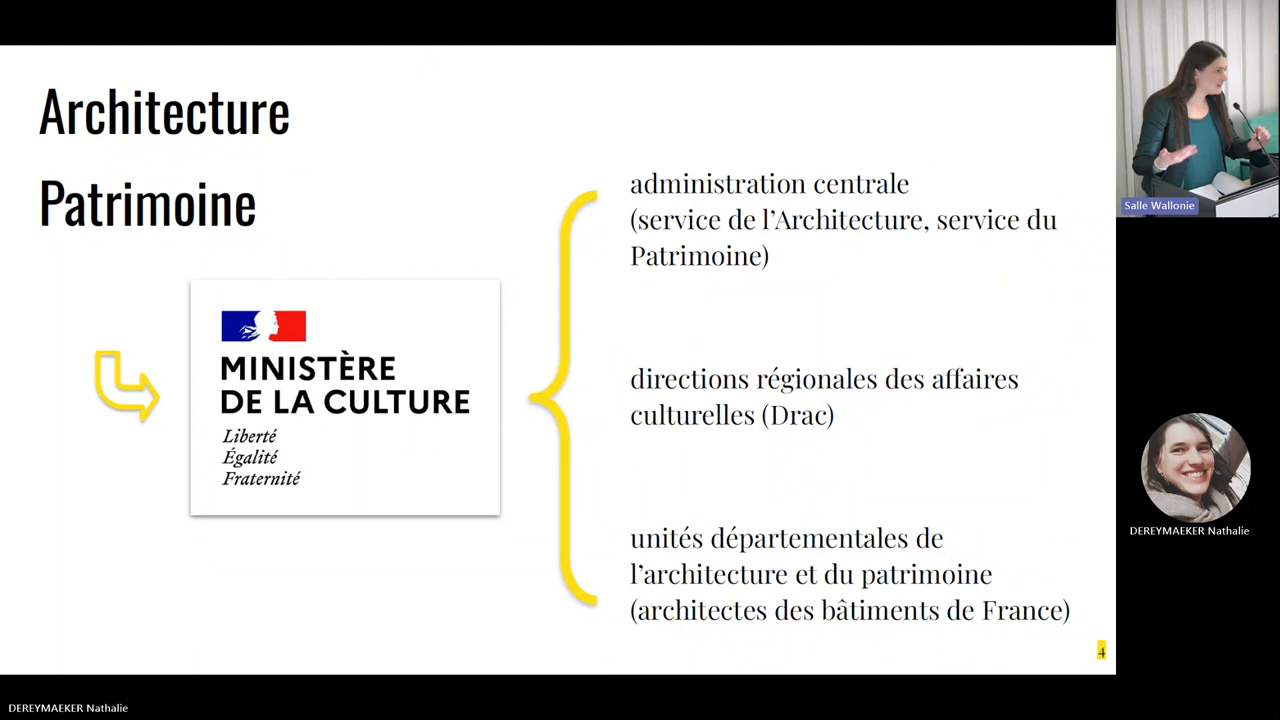 Architecture
Patrimoine
MINISTÈRE
DE LA CULTURE
Liberté
Égalité
Fraternité
administration centrale
(service de l’Architecture, service du
Patrimoine)
directions régionales des affaires
culturelles (Drac)
unités départementales de
l’architecture et du patrimoine
(architectes des bâtiments de France)
4
Salle Wallonie
DEREYMAEKER Nathalie
DEREYMAEKER Nathalie